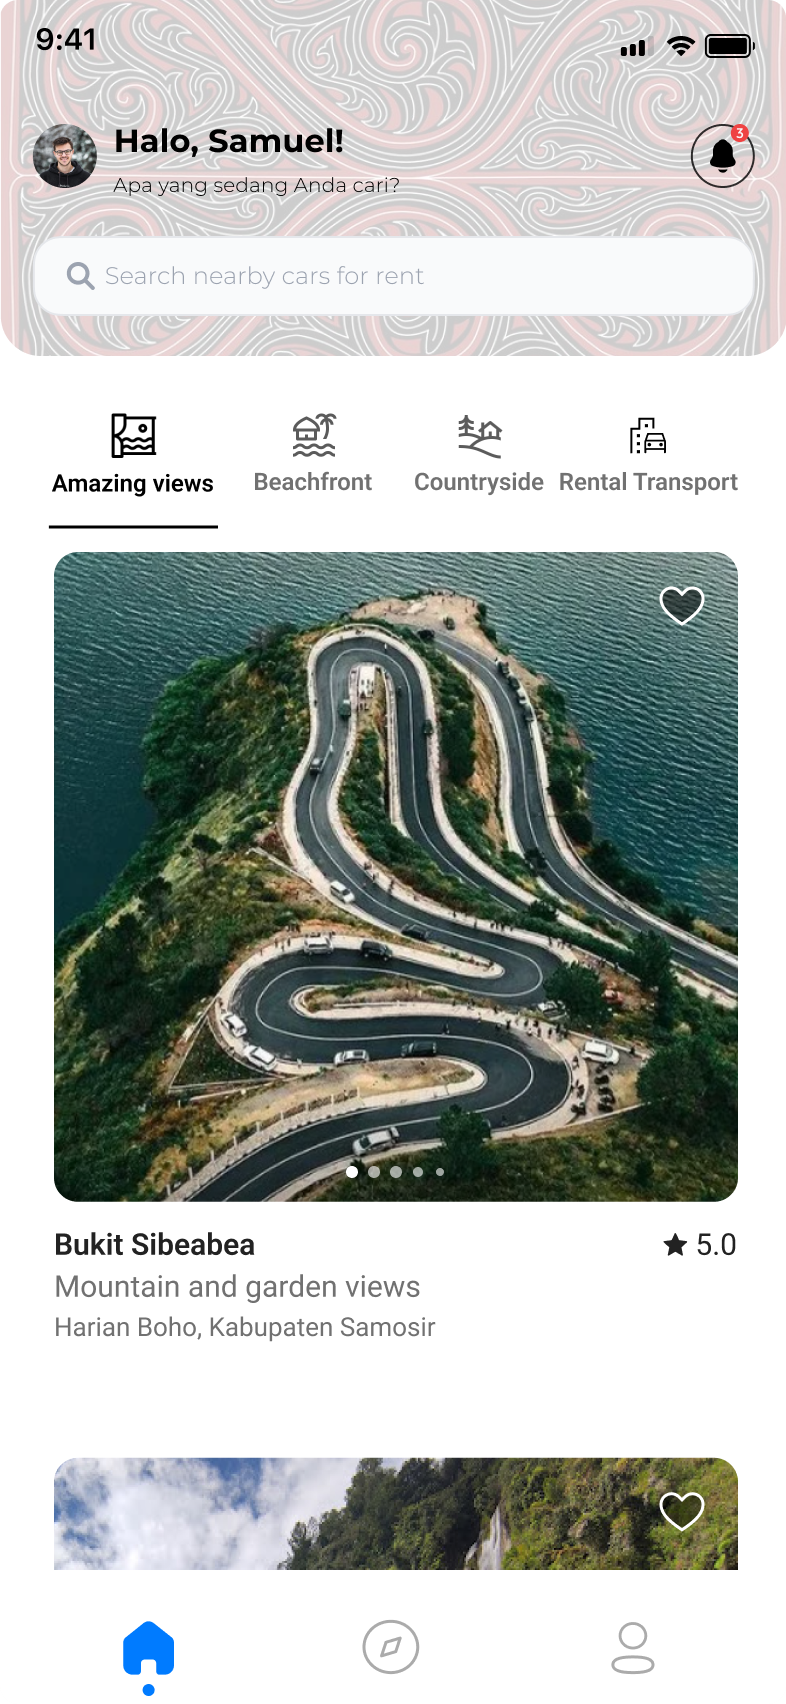 9:41
Halo, Samuel!
3
Apa yang sedang Anda cari?
Search nearby cars for rent
Amazing views
Beachfront
Countryside
Rental Transport
Bukit Sibeabea
5.0
Mountain and garden views
Harian Boho, Kabupaten Samosir